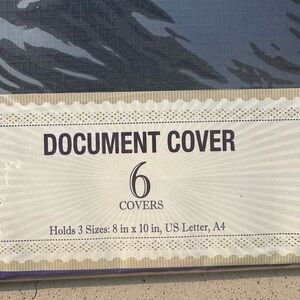 DOCUMENT COVER
6
COVERS
Holds 3 Sizes: 8 in x 10 in, US Letter, A4